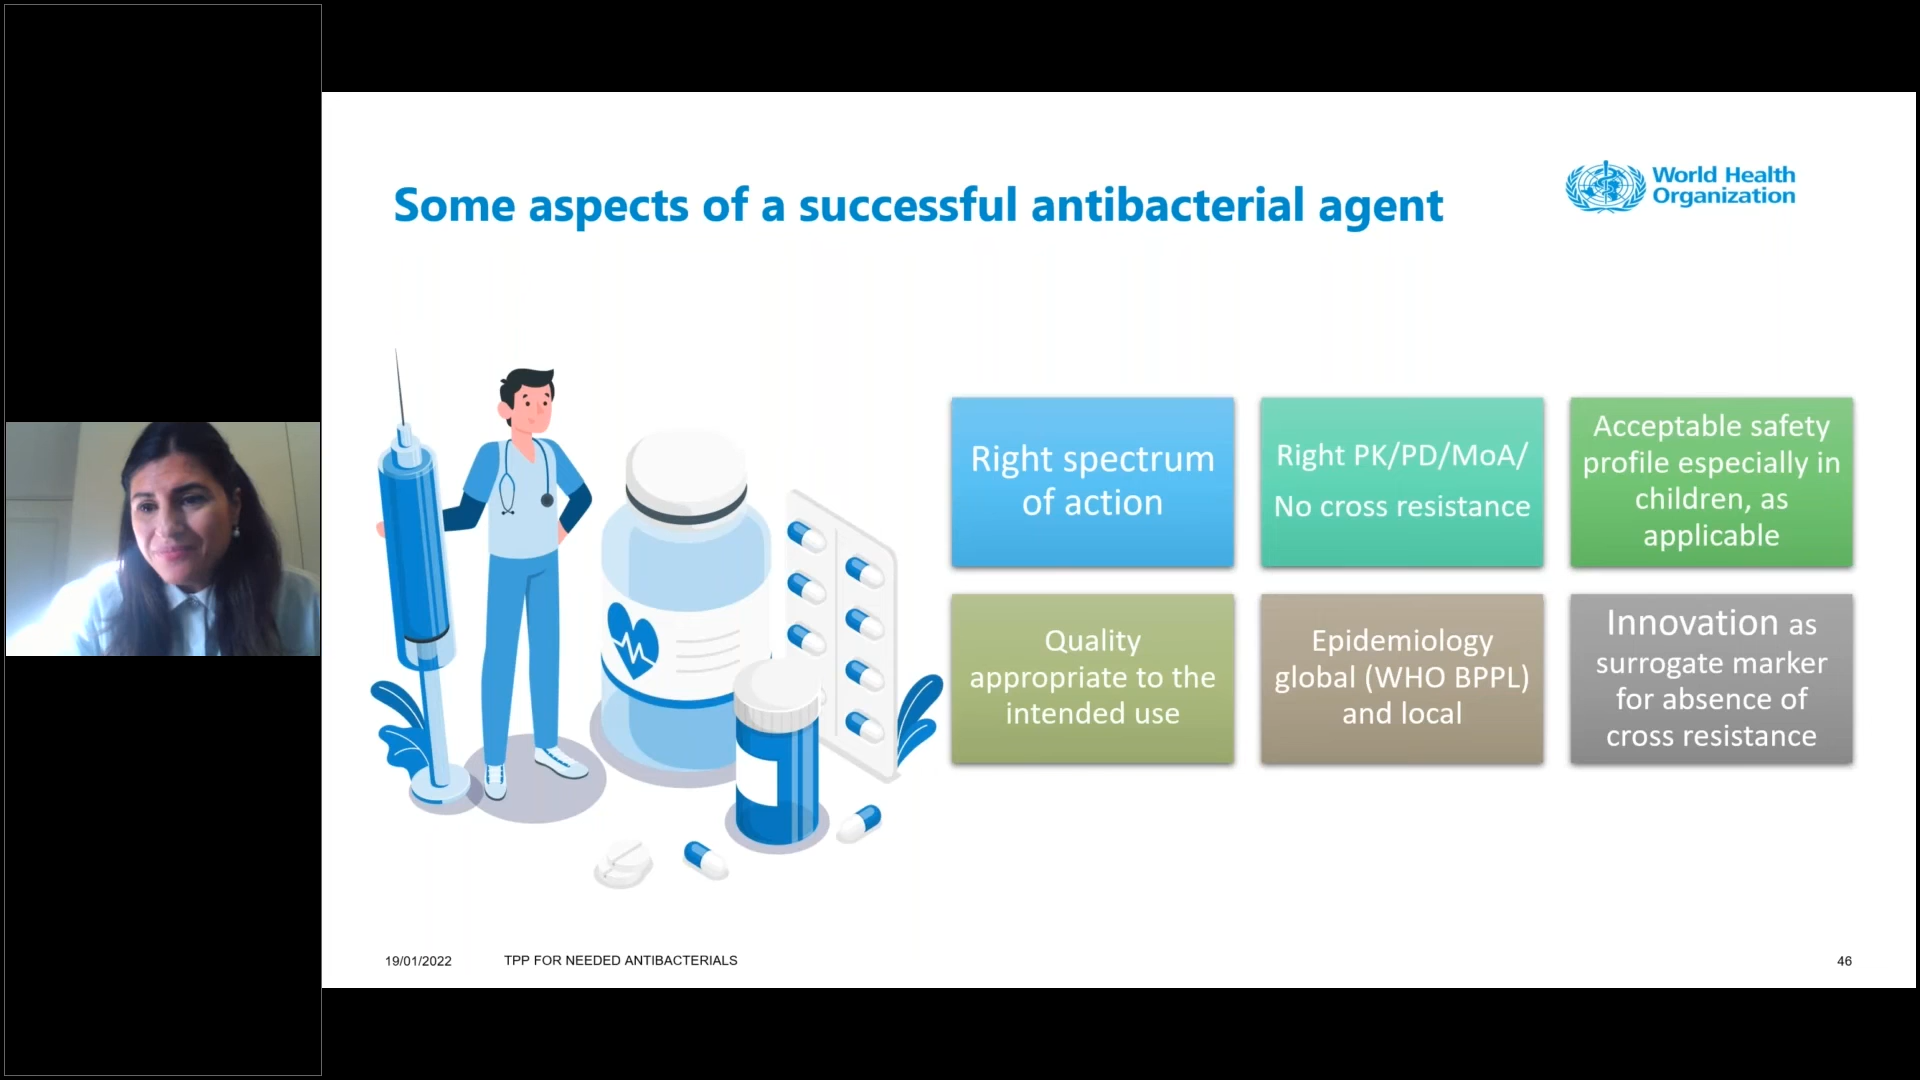 Some aspects of a successful antibacterial agent
World Health
Organization
Right spectrum
of action
Right PK/PD/MoA/
No cross resistance
Acceptable safety
profile especially in
children, as
applicable
Quality
appropriate to the
intended use
Epidemiology
global (WHO BPPL)
and local
Innovation as
surrogate marker
for absence of
cross resistance
19/01/2022
TPP FOR NEEDED ANTIBACTERIALS
46